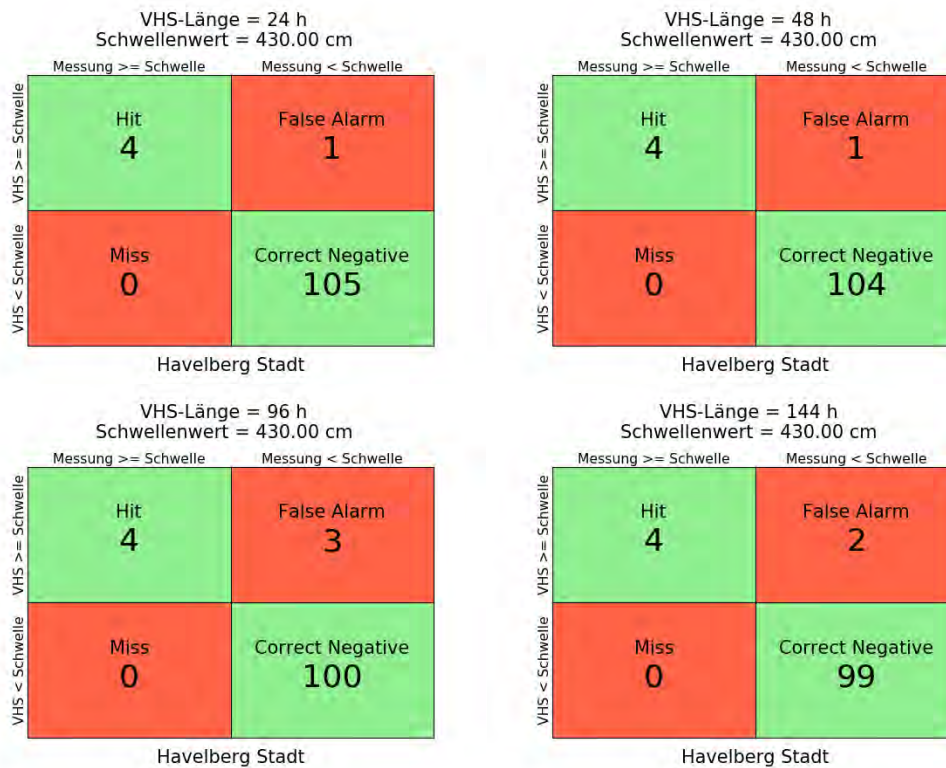 VHS-Länge = 24 h
Schwellenwert = 430.00 cm
Messung >= Schwelle Messung < Schwelle
VHS >= Schwelle
Hit
4
False Alarm
1
VHS < Schwelle
Miss
0
Correct Negative
105
Havelberg Stadt
VHS-Länge = 48 h
Schwellenwert = 430.00 cm
Messung >= Schwelle Messung < Schwelle
VHS >= Schwelle
Hit
4
False Alarm
1
VHS < Schwelle
Miss
0
Correct Negative
104
Havelberg Stadt
VHS-Länge = 96 h
Schwellenwert = 430.00 cm
Messung >= Schwelle Messung < Schwelle
VHS >= Schwelle
Hit
4
False Alarm
3
VHS < Schwelle
Miss
0
Correct Negative
100
Havelberg Stadt
VHS-Länge = 144 h
Schwellenwert = 430.00 cm
Messung >= Schwelle Messung < Schwelle
VHS >= Schwelle
Hit
4
False Alarm
2
VHS < Schwelle
Miss
0
Correct Negative
99
Havelberg Stadt